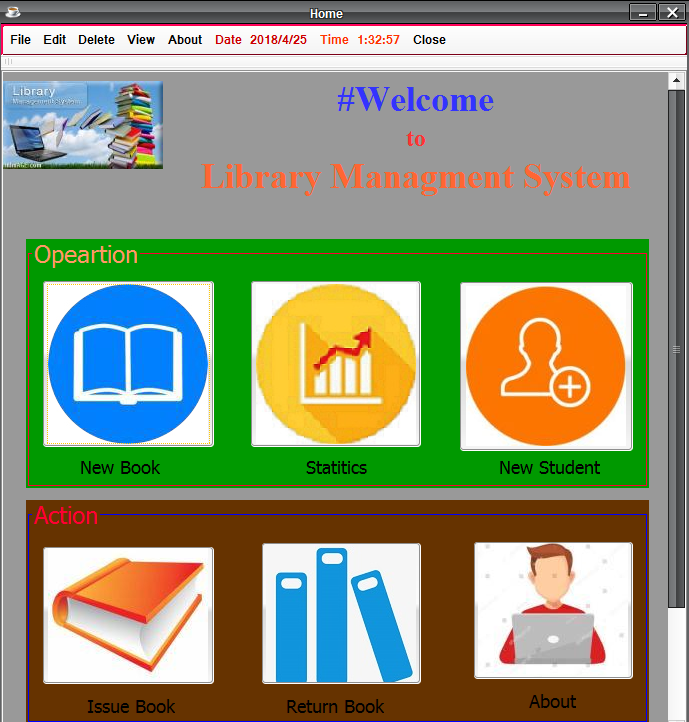 Home
File Edit Delete View About Date 2018/4/25 Time 1:32:57 Close
Library
Management System
#Welcome
to
Library Managment System
Opeartion
New Book Statitics New Student
Action
Issue Book Return Book About